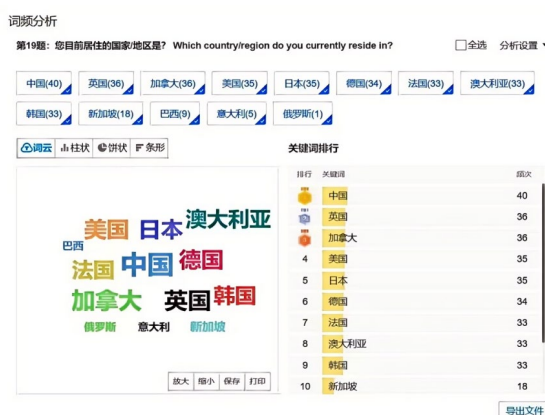 词频分析
第19题：您目前居住的国家/地区是？ Which country/region do you currently reside in?
全选 分析设置
中国(40) 英国(36) 加拿大(36) 美国(35) 日本(35) 德国(34) 法国(33) 澳大利亚(33)
韩国(33) 新加坡(18) 巴西(9) 意大利(5) 俄罗斯(1)
词云 柱状 饼状 条形
关键词排行
排行 关键词 频次
中国 40
英国 36
加拿大 36
4 美国 35
5 日本 35
6 德国 34
7 法国 33
8 澳大利亚 33
9 韩国 33
10 新加坡 18
美国 日本 澳大利亚
巴西
法国 中国 德国
加拿大 英国 韩国
俄罗斯 意大利 新加坡
放大 缩小 保存 打印
导出文件